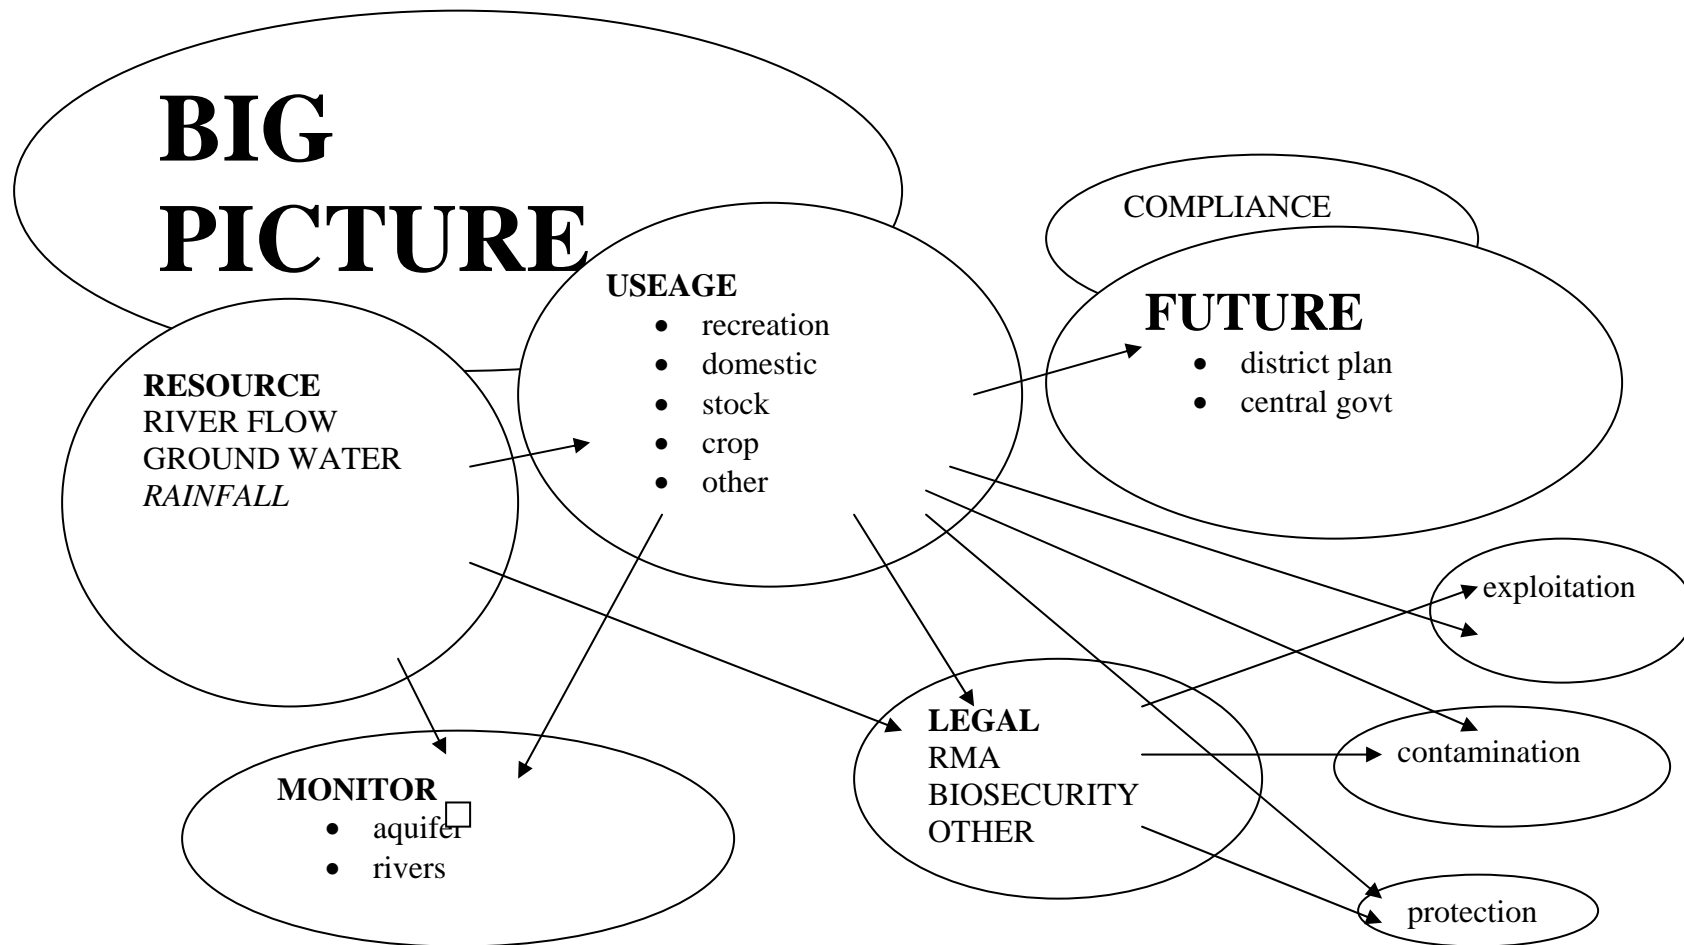 BIG
PICTURE
COMPLIANCE
USEAGE
• recreation
• domestic
• stock
• crop
• other
FUTURE
• district plan
• central govt
RESOURCE
RIVER FLOW
GROUND WATER
RAINFALL
exploitation
LEGAL
RMA
BIOSECURITY
OTHER
contamination
MONITOR
• aquifer
• rivers
protection